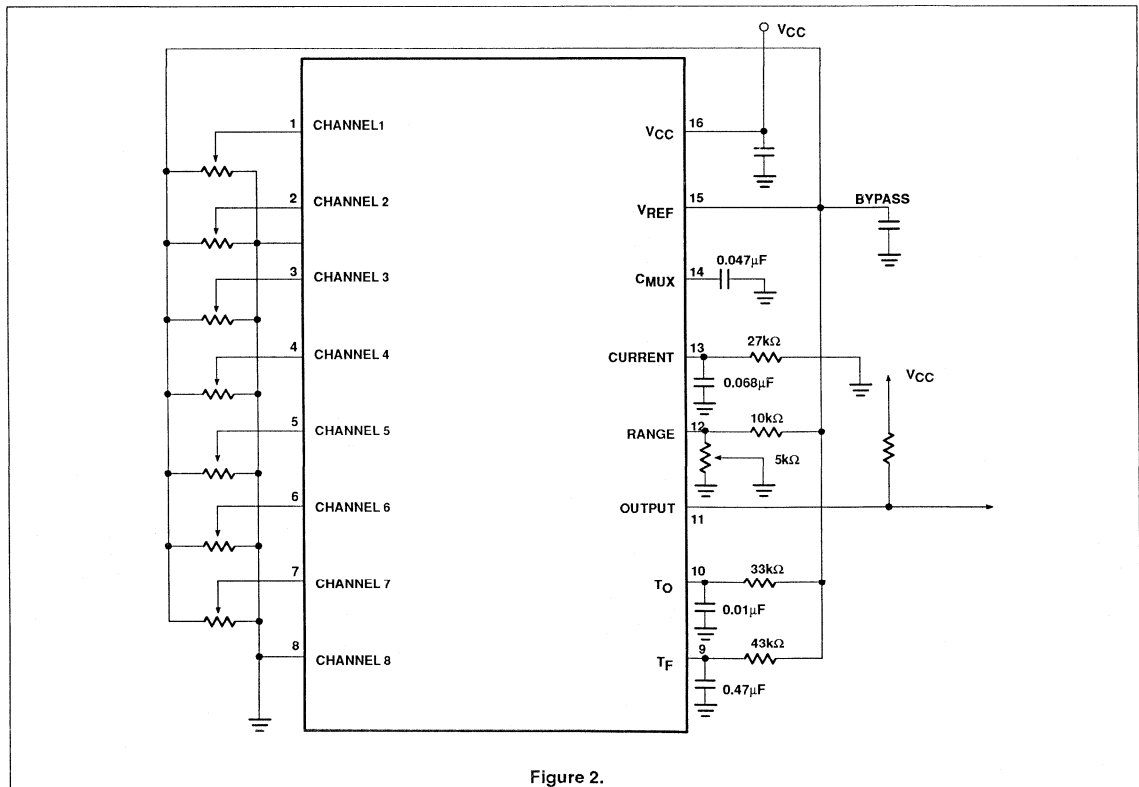 VCC
1 CHANNEL1
2 CHANNEL 2
3 CHANNEL 3
4 CHANNEL 4
5 CHANNEL 5
6 CHANNEL 6
7 CHANNEL 7
8 CHANNEL 8
VCC 16
VREF 15
BYPASS
CMUX 14
0.047µF
CURRENT 13
27kΩ
0.068µF
VCC
RANGE 12
10kΩ
5kΩ
OUTPUT 11
TO 10
33kΩ
0.01µF
TF 9
43kΩ
0.47µF
Figure 2.